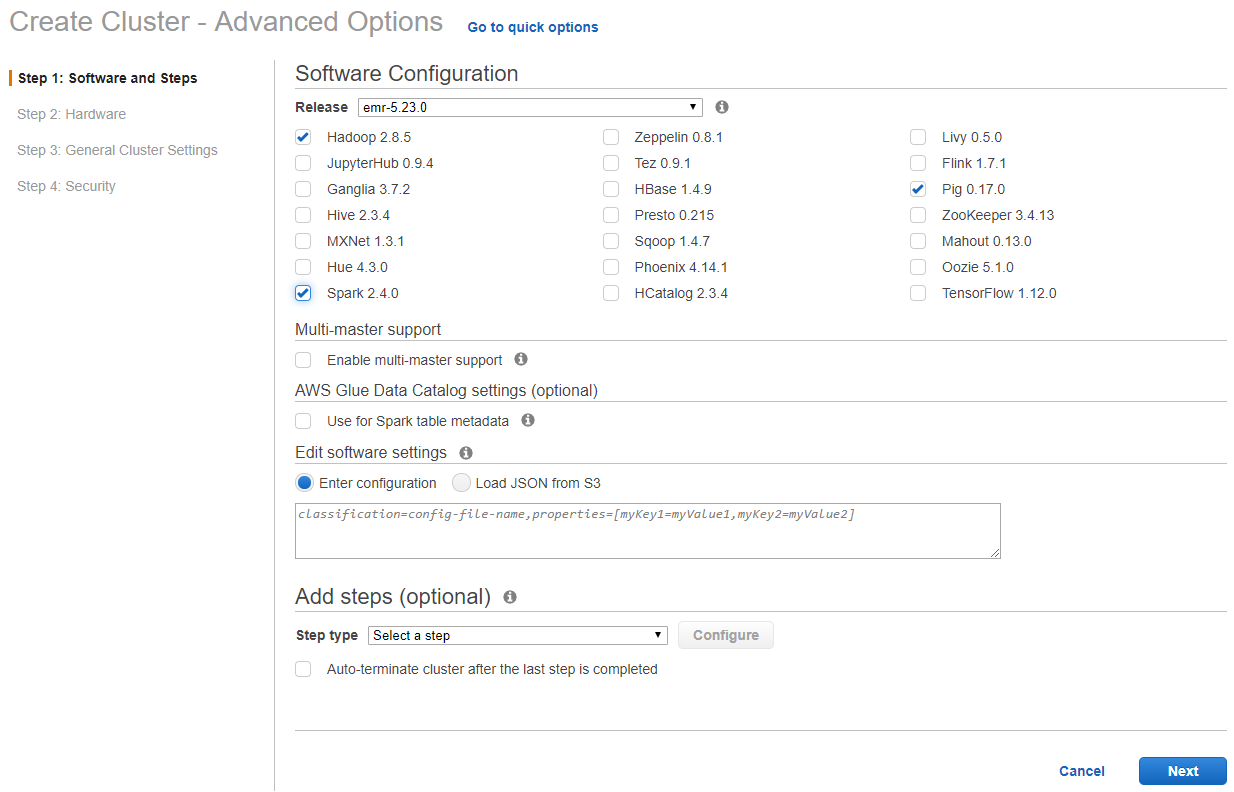 Create Cluster - Advanced Options Go to quick options
Step 1: Software and Steps
Step 2: Hardware
Step 3: General Cluster Settings
Step 4: Security
Software Configuration
Release emr-5.23.0
Hadoop 2.8.5 Zeppelin 0.8.1 Livy 0.5.0
JupyterHub 0.9.4 Tez 0.9.1 Flink 1.7.1
Ganglia 3.7.2 HBase 1.4.9 Pig 0.17.0
Hive 2.3.4 Presto 0.215 ZooKeeper 3.4.13
MXNet 1.3.1 Sqoop 1.4.7 Mahout 0.13.0
Hue 4.3.0 Phoenix 4.14.1 Oozie 5.1.0
Spark 2.4.0 HCatalog 2.3.4 TensorFlow 1.12.0
Multi-master support
Enable multi-master support
AWS Glue Data Catalog settings (optional)
Use for Spark table metadata
Edit software settings
Enter configuration Load JSON from S3
classification=config-file-name,properties=[myKey1=myValue1,myKey2=myValue2]
Add steps (optional)
Step type Select a step Configure
Auto-terminate cluster after the last step is completed
Cancel Next